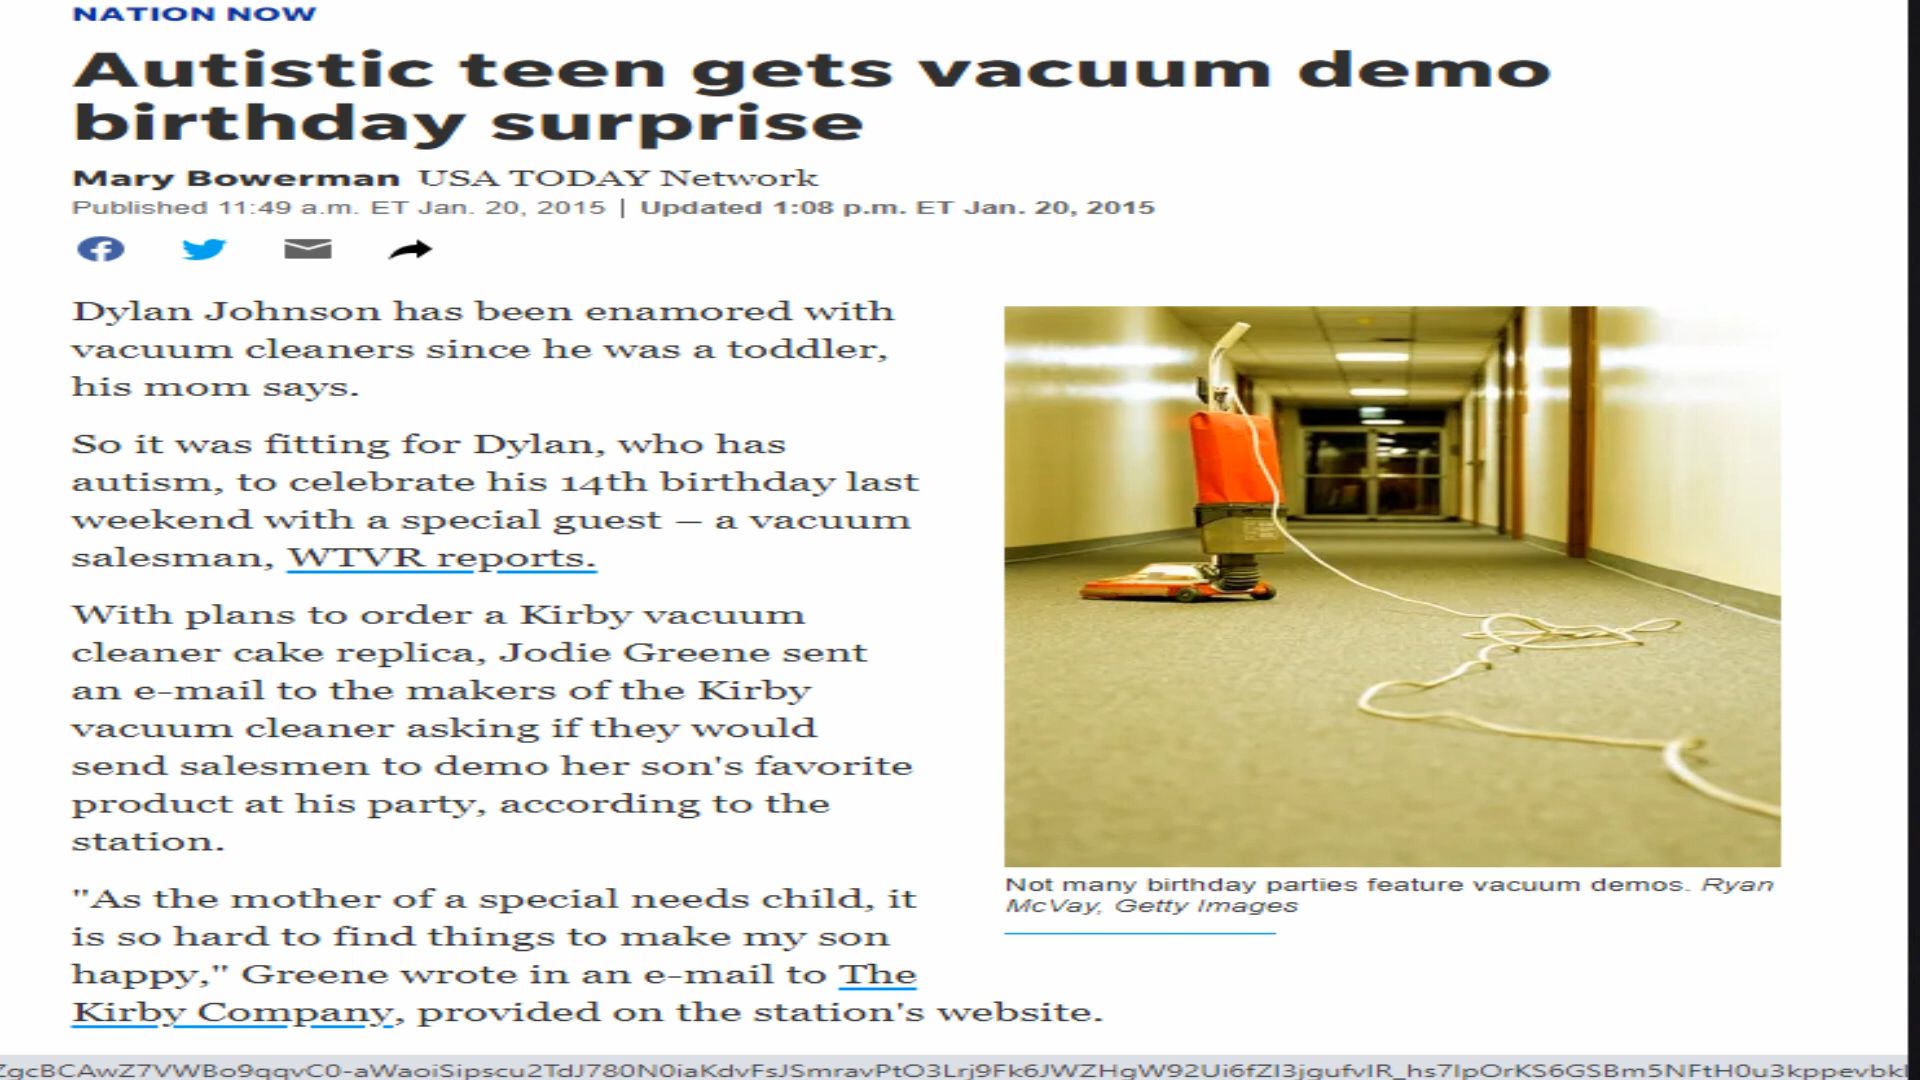 NATION NOW
Autistic teen gets vacuum demo
birthday surprise
Mary Bowerman USA TODAY Network
Published 11:49 a.m. ET Jan. 20, 2015 | Updated 1:08 p.m. ET Jan. 20, 2015
Dylan Johnson has been enamored with
vacuum cleaners since he was a toddler,
his mom says.
So it was fitting for Dylan, who has
autism, to celebrate his 14th birthday last
weekend with a special guest — a vacuum
salesman, WTVR reports.
With plans to order a Kirby vacuum
cleaner cake replica, Jodie Greene sent
an e-mail to the makers of the Kirby
vacuum cleaner asking if they would
send salesmen to demo her son's favorite
product at his party, according to the
station.
"As the mother of a special needs child, it
is so hard to find things to make my son
happy," Greene wrote in an e-mail to The
Kirby Company, provided on the station's website.
Not many birthday parties feature vacuum demos. Ryan
McVay, Getty Images